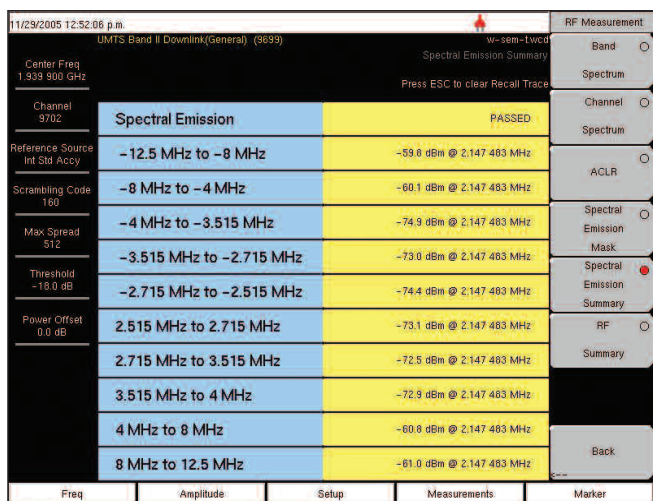 11/29/2005 12:52:06 p.m.
UMTS Band II Downlink(General) (9699)
w-sem-t.wcd
Spectral Emission Summary
Press ESC to clear Recall Trace
Center Freq
1.939 900 GHz
Channel
9702
Reference Source
Int Std Accy
Scrambling Code
160
Max Spread
512
Threshold
-18.0 dB
Power Offset
0.0 dB
Spectral Emission PASSED
-12.5 MHz to -8 MHz -59.8 dBm @ 2.147 483 MHz
-8 MHz to -4 MHz -60.1 dBm @ 2.147 483 MHz
-4 MHz to -3.515 MHz -74.9 dBm @ 2.147 483 MHz
-3.515 MHz to -2.715 MHz -73.0 dBm @ 2.147 483 MHz
-2.715 MHz to -2.515 MHz -74.4 dBm @ 2.147 483 MHz
2.515 MHz to 2.715 MHz -73.1 dBm @ 2.147 483 MHz
2.715 MHz to 3.515 MHz -72.5 dBm @ 2.147 483 MHz
3.515 MHz to 4 MHz -72.9 dBm @ 2.147 483 MHz
4 MHz to 8 MHz -60.8 dBm @ 2.147 483 MHz
8 MHz to 12.5 MHz -61.0 dBm @ 2.147 483 MHz
RF Measurement
Band
Spectrum
Channel
Spectrum
ACLR
Spectral
Emission
Mask
Spectral
Emission
Summary
RF
Summary
Back
<--
Freq Amplitude Setup Measurements Marker